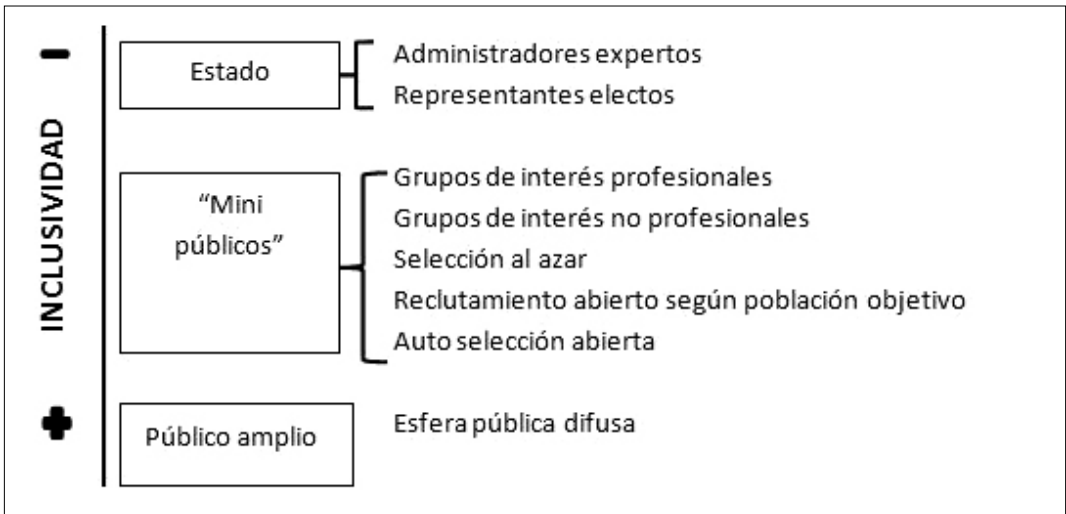 INCLUSIVIDAD
Estado
Administradores expertos
Representantes electos
“Mini
públicos”
Grupos de interés profesionales
Grupos de interés no profesionales
Selección al azar
Reclutamiento abierto según población objetivo
Auto selección abierta
Público amplio
Esfera pública difusa